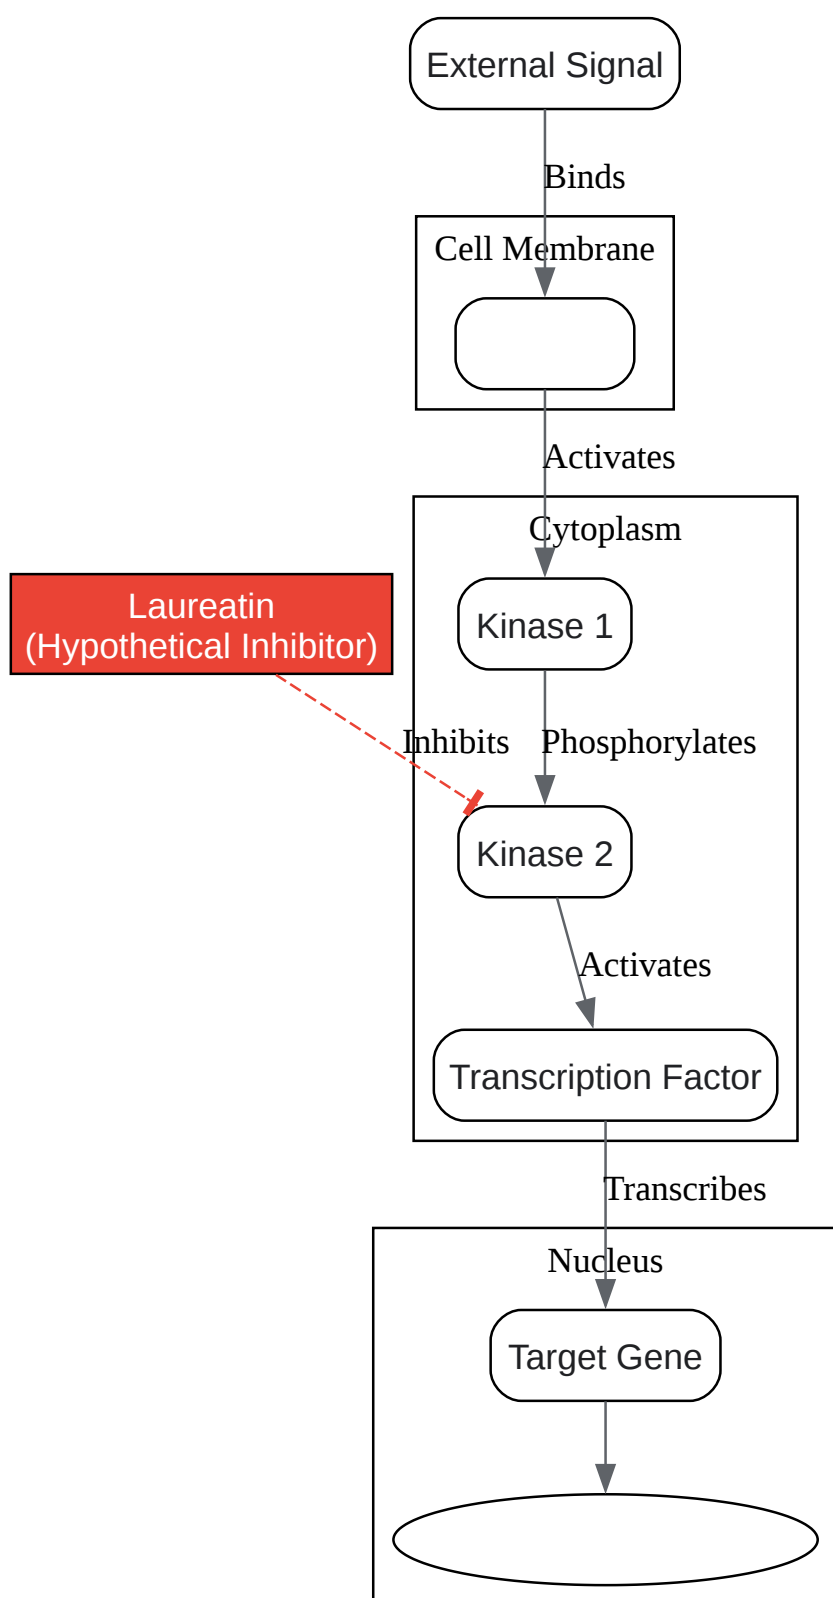 External Signal
Binds
Cell Membrane
Activates
Cytoplasm
Kinase 1
Laureatin
(Hypothetical Inhibitor)
Inhibits
Phosphorylates
Kinase 2
Activates
Transcription Factor
Transcribes
Nucleus
Target Gene